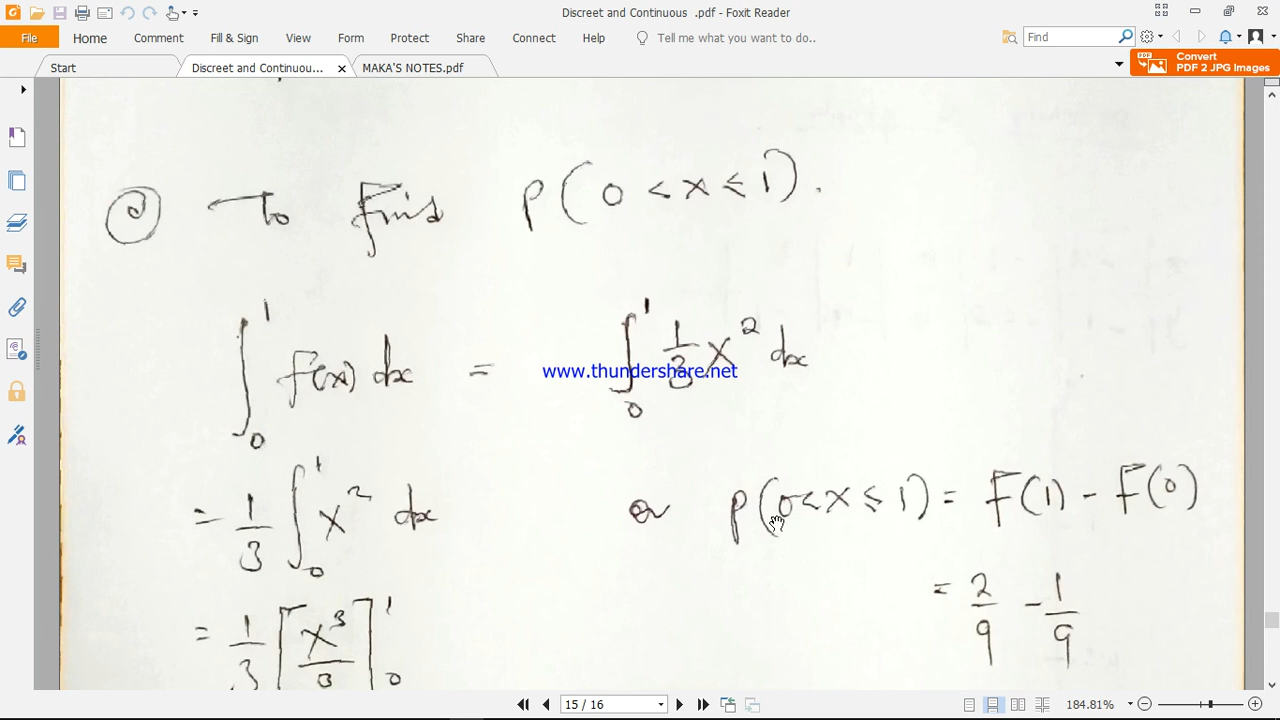 Discreet and Continuous .pdf - Foxit Reader
File Home Comment Fill & Sign View Form Protect Share Connect Help Tell me what you want to do.. Find
Start Discreet and Continuou... MAKA'S NOTES.pdf
Convert
PDF 2 JPG Images
c To Find P(0 < x ≤ 1).
∫₀¹ f(x) dx = ∫₀¹ 1/3 x² dx
www.thundershare.net
= 1/3 ∫₀¹ x² dx or P(0 < x ≤ 1) = F(1) - F(0)
= 1/3 [x³/3]₀¹ = 2/9 - 1/9
15 / 16 184.81%